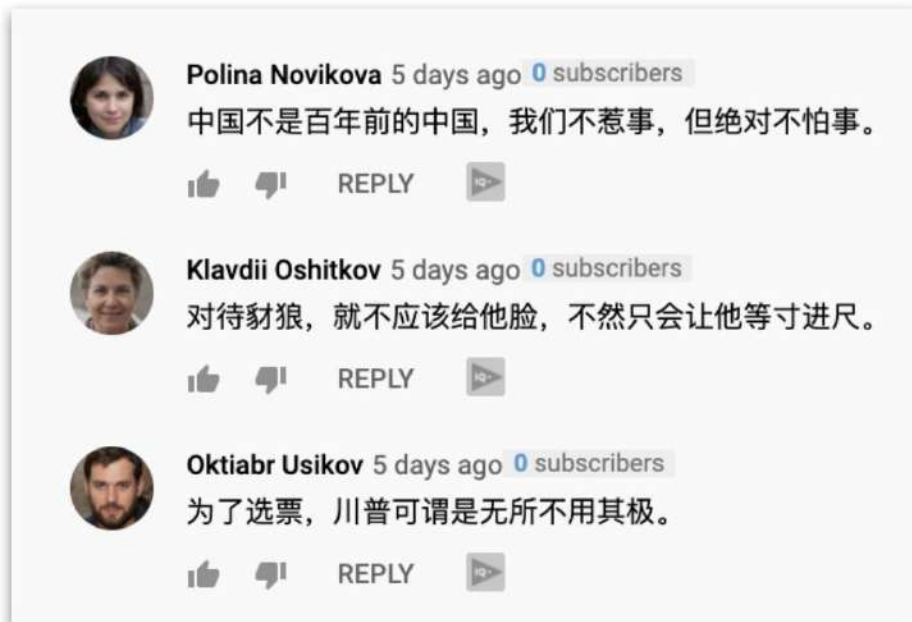 Polina Novikova 5 days ago 0 subscribers
中国不是百年前的中国，我们不惹事，但绝对不怕事。
REPLY
Klavdii Oshitkov 5 days ago 0 subscribers
对待豺狼，就不应该给他脸，不然只会让他等寸进尺。
REPLY
Oktiabr Usikov 5 days ago 0 subscribers
为了选票，川普可谓是无所不用其极。
REPLY